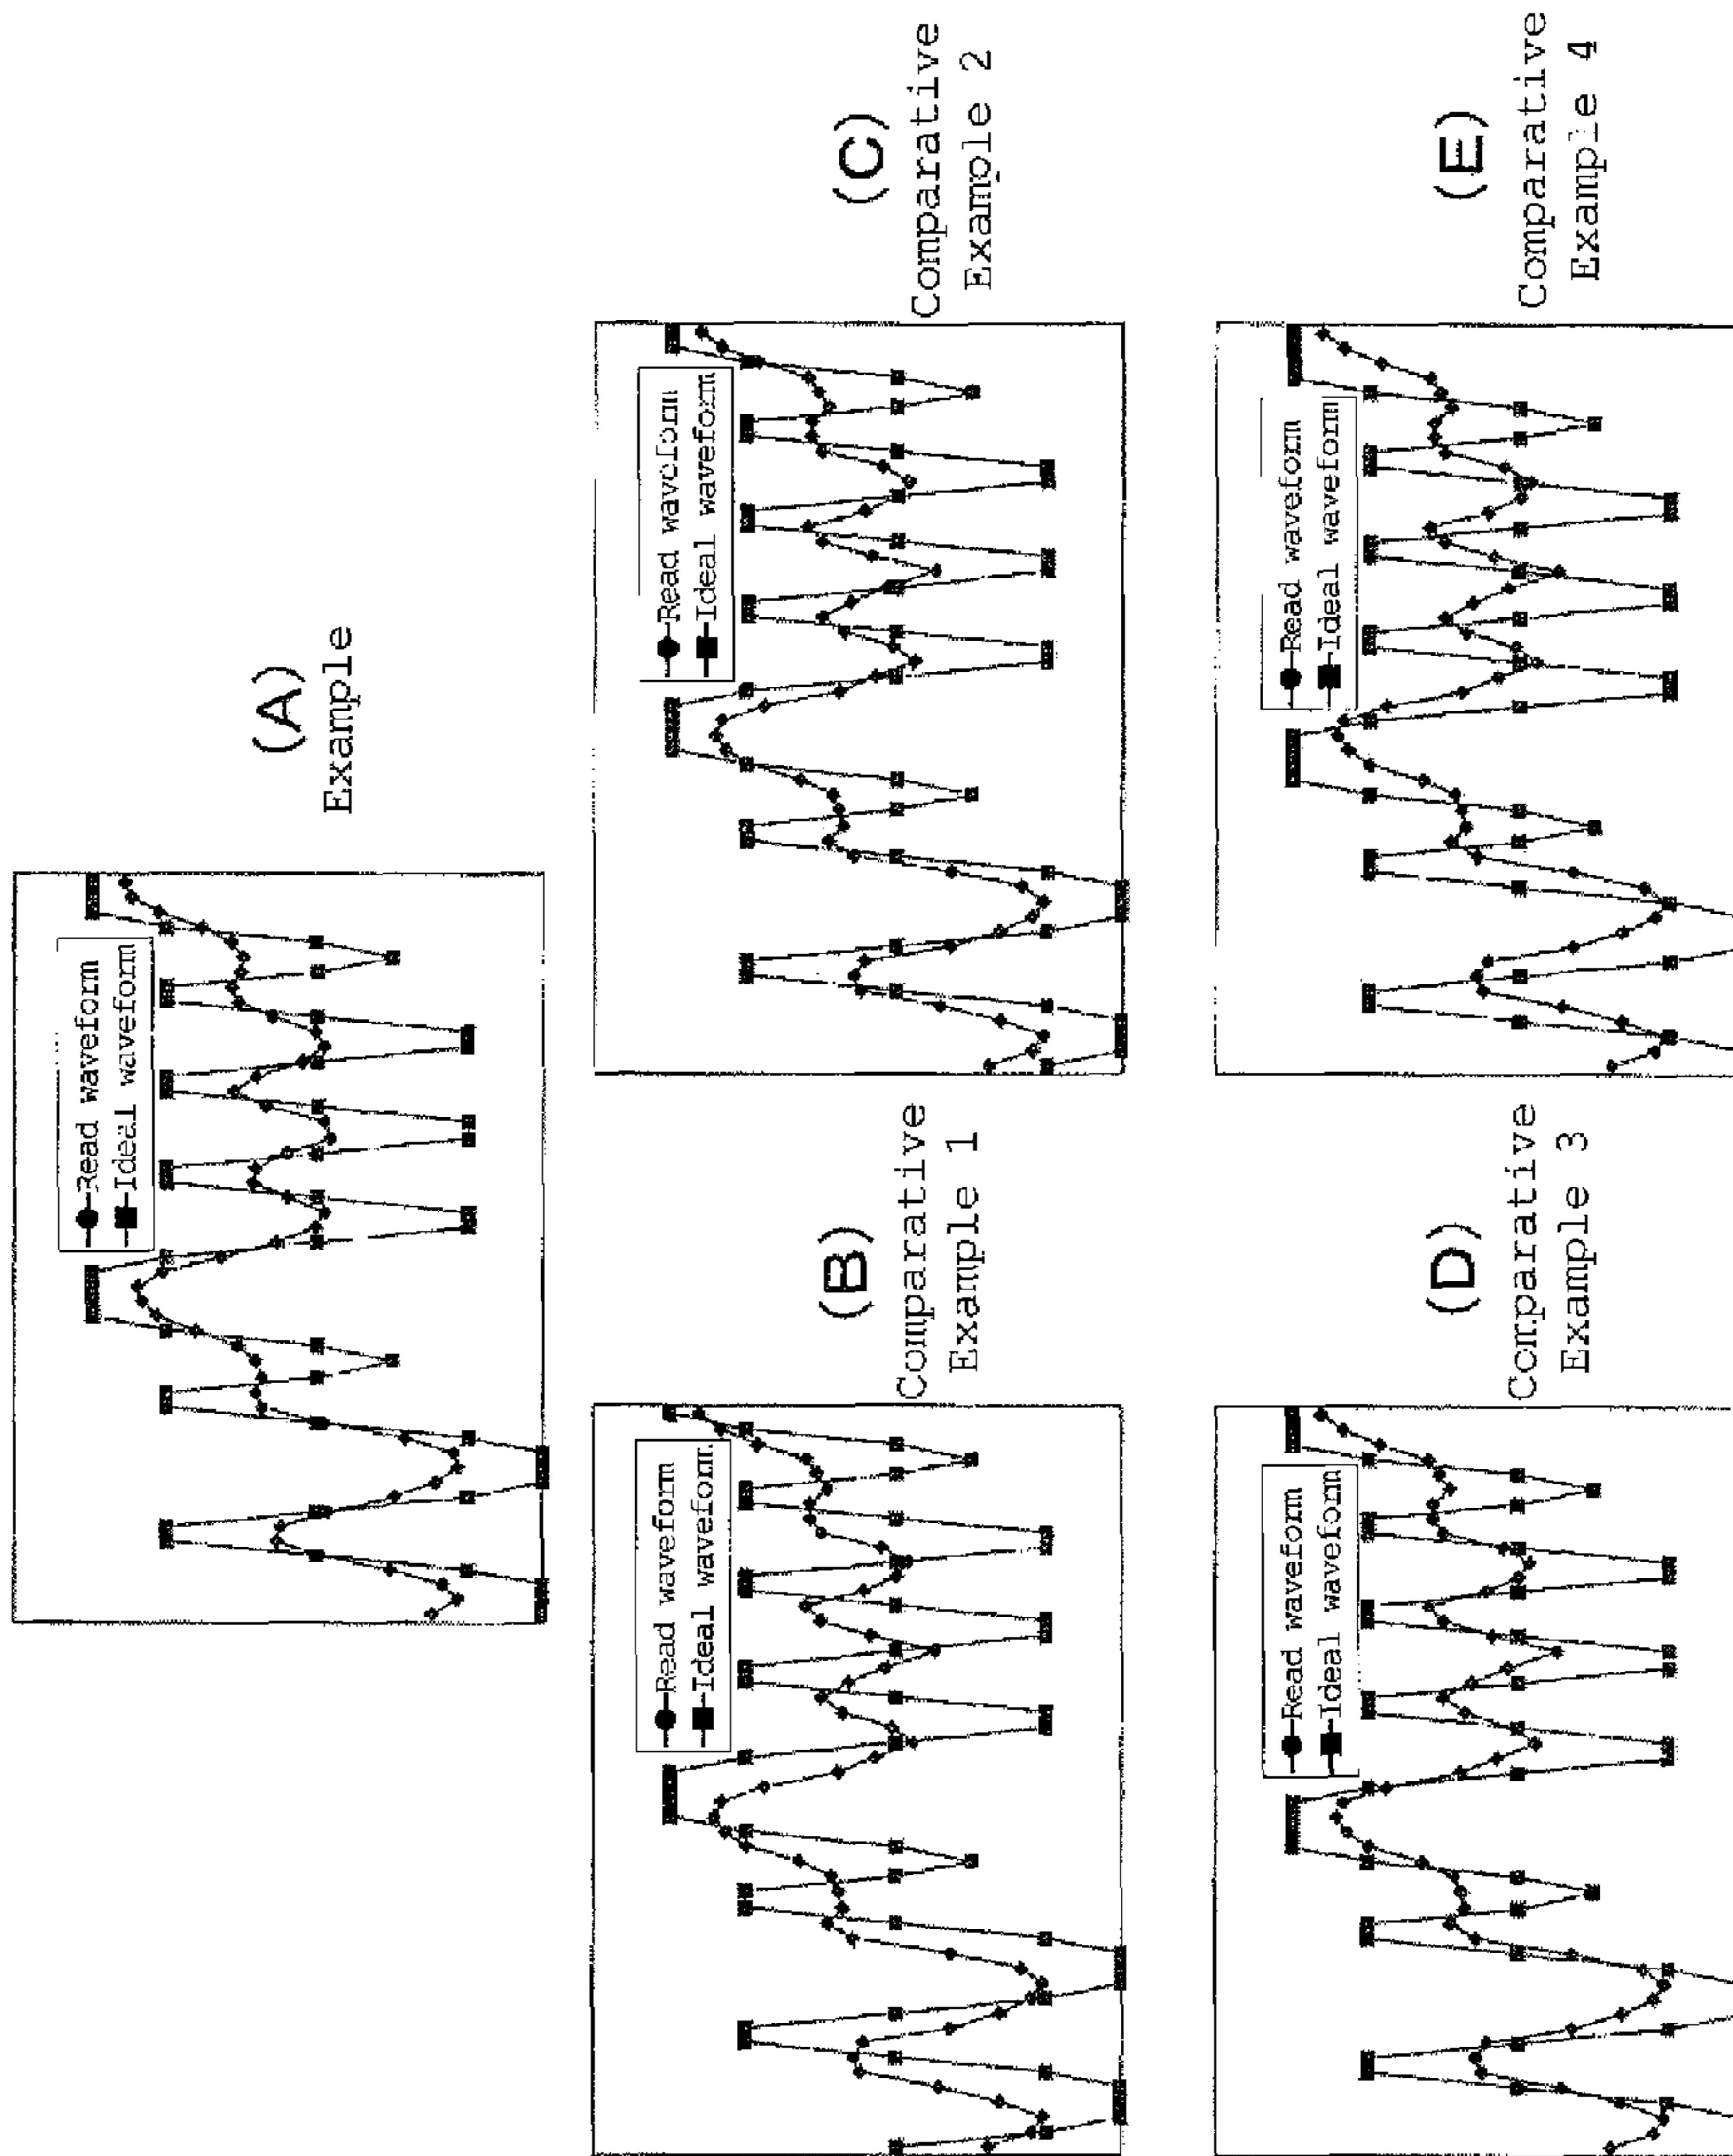 (A)
Example
Read waveform
Ideal waveform
(B)
Comparative
Example 1
Read waveform
Ideal waveform
(C)
Comparative
Example 2
Read waveform
Ideal waveform
(D)
Comparative
Example 3
Read waveform
Ideal waveform
(E)
Comparative
Example 4
Read waveform
Ideal waveform